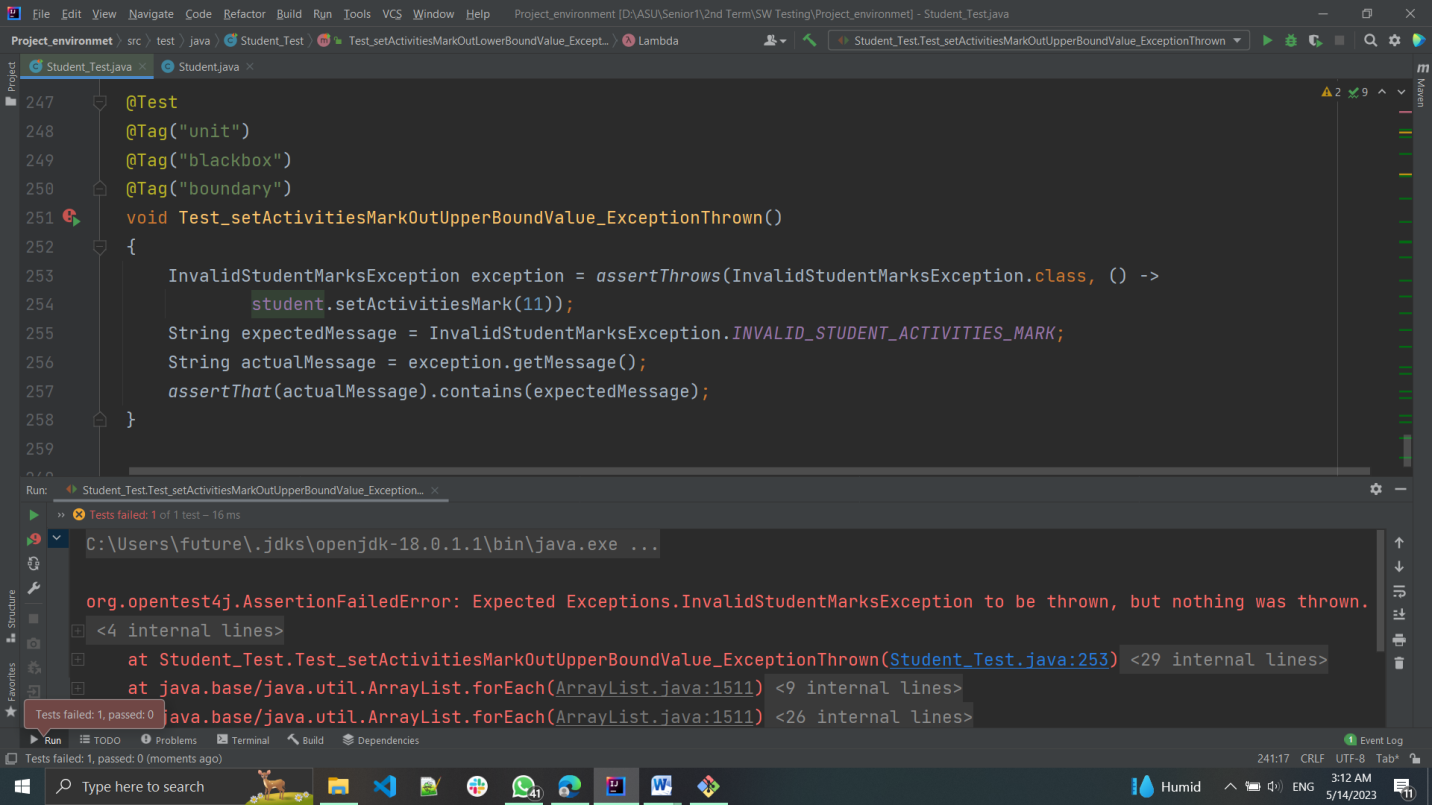 File Edit View Navigate Code Refactor Build Run Tools VCS Window Help Project_environment [D:\ASU\Senior1\2nd Term\SW Testing\Project_environmet] - Student_Test.java
Project_environmet src test java Student_Test Test_setActivitiesMarkOutLowerBoundValue_Except... Lambda Student_Test.Test_setActivitiesMarkOutUpperBoundValue_ExceptionThrown
Student_Test.java Student.java
Project
Maven
2 9
247 @Test
248 @Tag("unit")
249 @Tag("blackbox")
250 @Tag("boundary")
251 void Test_setActivitiesMarkOutUpperBoundValue_ExceptionThrown()
252 {
253 InvalidStudentMarksException exception = assertThrows(InvalidStudentMarksException.class, () ->
254 student.setActivitiesMark(11));
255 String expectedMessage = InvalidStudentMarksException.INVALID_STUDENT_ACTIVITIES_MARK;
256 String actualMessage = exception.getMessage();
257 assertThat(actualMessage).contains(expectedMessage);
258 }
259
Run: Student_Test.Test_setActivitiesMarkOutUpperBoundValue_Exception...
Tests failed: 1 of 1 test – 16 ms
C:\Users\future\.jdks\openjdk-18.0.1.1\bin\java.exe ...
org.opentest4j.AssertionFailedError: Expected Exceptions.InvalidStudentMarksException to be thrown, but nothing was thrown.
<4 internal lines>
at Student_Test.Test_setActivitiesMarkOutUpperBoundValue_ExceptionThrown(Student_Test.java:253) <29 internal lines>
at java.base/java.util.ArrayList.forEach(ArrayList.java:1511) <9 internal lines>
java.base/java.util.ArrayList.forEach(ArrayList.java:1511) <26 internal lines>
Structure
Favorites
Tests failed: 1, passed: 0
Run TODO Problems Terminal Build Dependencies 1 Event Log
Tests failed: 1, passed: 0 (moments ago) 241:17 CRLF UTF-8 Tab*
Type here to search 41 Humid ENG 3:12 AM 11
5/14/2023